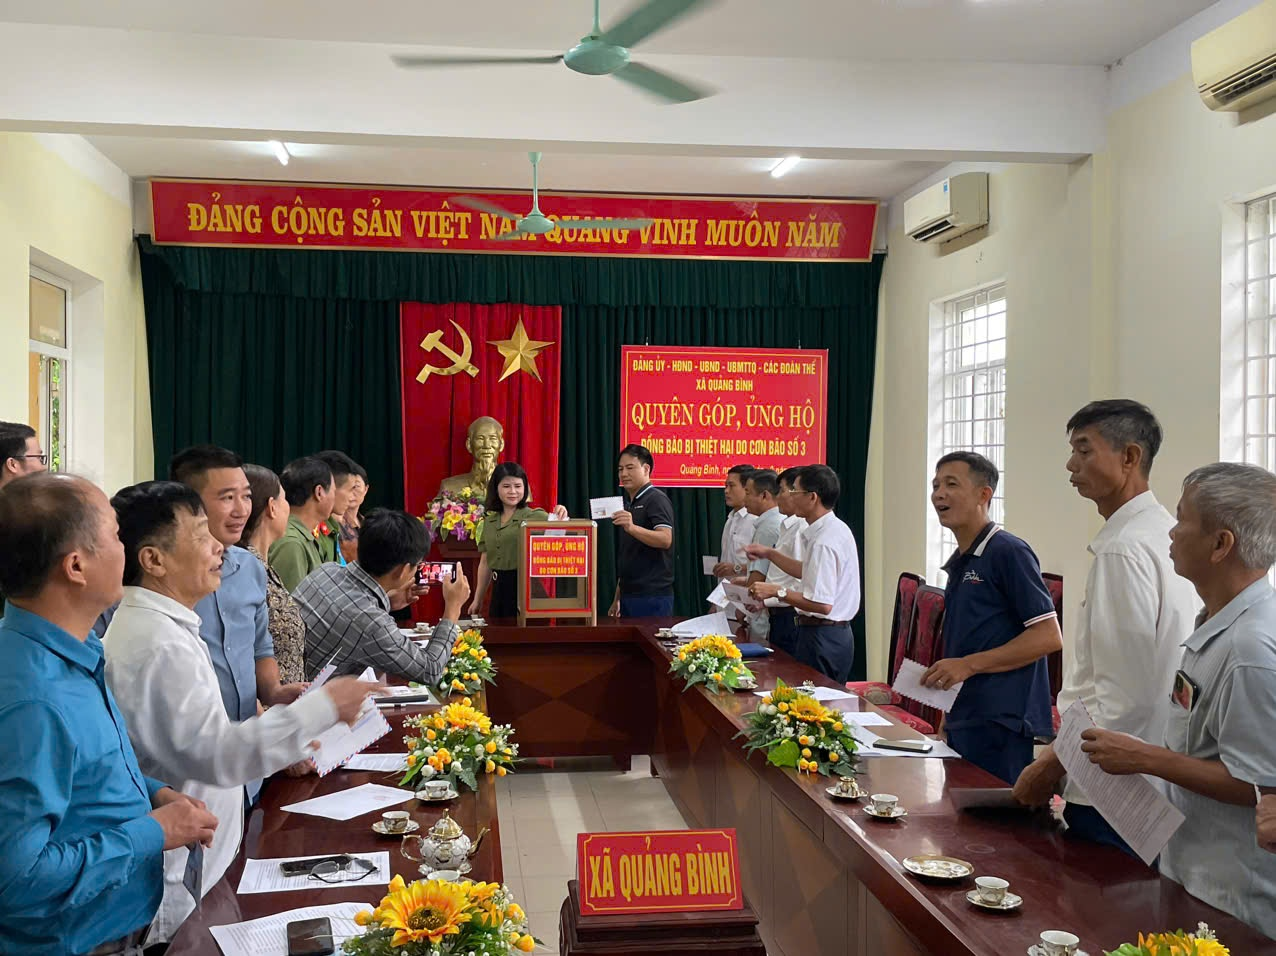 ĐẢNG CỘNG SẢN VIỆT NAM QUANG VINH MUÔN NĂM
ĐẢNG ỦY - HĐND - UBND - UBMTTQ - CÁC ĐOÀN THỂ
XÃ QUẢNG BÌNH
QUYÊN GÓP, ỦNG HỘ
ĐỒNG BÀO BỊ THIỆT HẠI DO CƠN BÃO SỐ 3
Quảng Bình,
QUYÊN GÓP, ỦNG HỘ
ĐỒNG BÀO BỊ THIỆT HẠI
DO CƠN BÃO SỐ 3
XÃ QUẢNG BÌNH